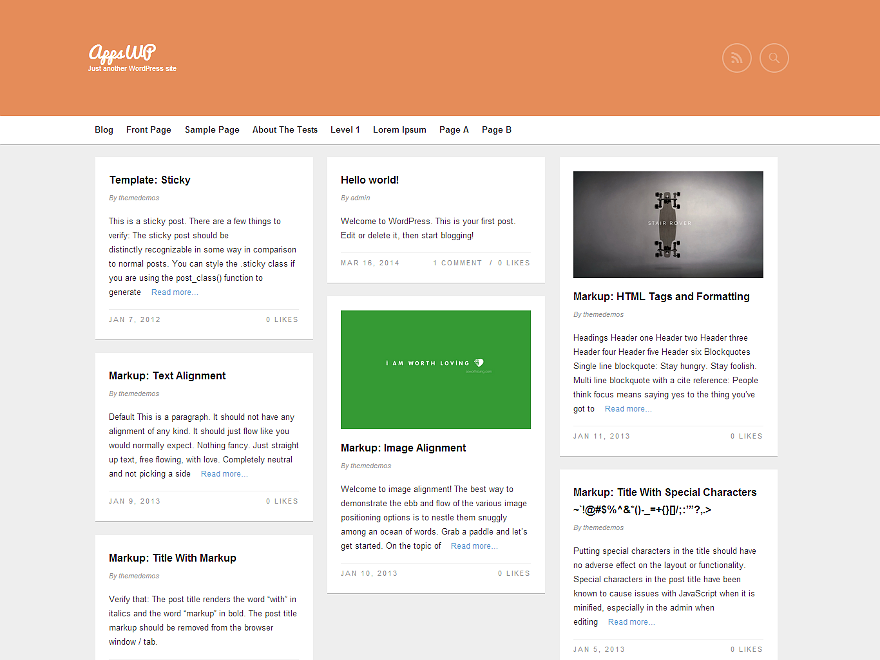 AppsWP
Just another WordPress site
Blog Front Page Sample Page About The Tests Level 1 Lorem Ipsum Page A Page B
Template: Sticky
By themedemos
This is a sticky post. There are a few things to
verify: The sticky post should be
distinctly recognizable in some way in comparison
to normal posts. You can style the .sticky class if
you are using the post_class() function to
generate Read more...
JAN 7, 2012 0 LIKES
Markup: Text Alignment
By themedemos
Default This is a paragraph. It should not have any
alignment of any kind. It should just flow like you
would normally expect. Nothing fancy. Just straight
up text, free flowing, with love. Completely neutral
and not picking a side Read more...
JAN 9, 2013 0 LIKES
Markup: Title With Markup
By themedemos
Verify that: The post title renders the word “with” in
italics and the word “markup” in bold. The post title
markup should be removed from the browser
window / tab.
Hello world!
By admin
Welcome to WordPress. This is your first post.
Edit or delete it, then start blogging!
MAR 16, 2014 1 COMMENT / 0 LIKES
I AM WORTH LOVING
Markup: Image Alignment
By themedemos
Welcome to image alignment! The best way to
demonstrate the ebb and flow of the various image
positioning options is to nestle them snuggly
among an ocean of words. Grab a paddle and let's
get started. On the topic of Read more...
JAN 10, 2013 0 LIKES
STAIR ROVER
Markup: HTML Tags and Formatting
By themedemos
Headings Header one Header two Header three
Header four Header five Header six Blockquotes
Single line blockquote: Stay hungry. Stay foolish.
Multi line blockquote with a cite reference: People
think focus means saying yes to the thing you've
got to Read more...
JAN 11, 2013 0 LIKES
Markup: Title With Special Characters
~`!@#$%^&*()-_=+{}[]/;:'"?,.>
By themedemos
Putting special characters in the title should have
no adverse effect on the layout or functionality.
Special characters in the post title have been
known to cause issues with JavaScript when it is
minified, especially in the admin when
editing Read more...
JAN 5, 2013 0 LIKES